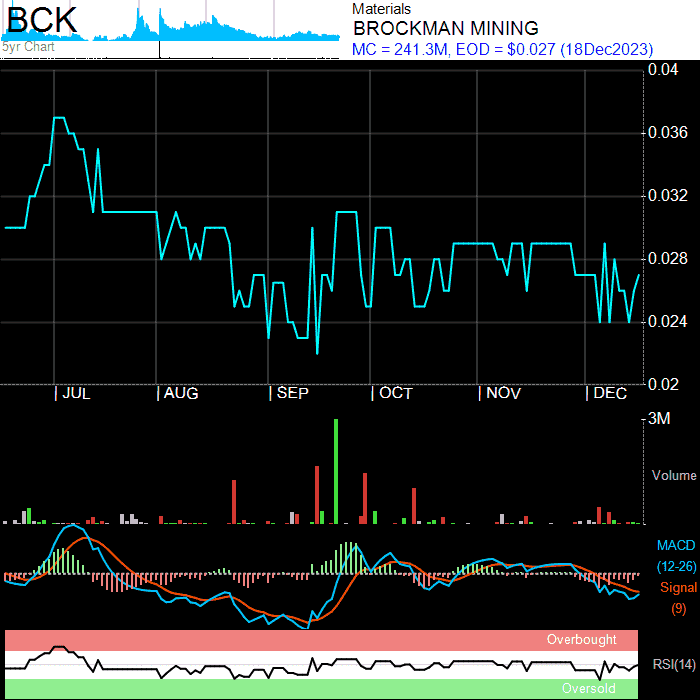 BCK
5yr Chart
Materials
BROCKMAN MINING
MC = 241.3M, EOD = $0.027 (18Dec2023)
0.04
0.036
0.032
0.028
0.024
0.02
JUL AUG SEP OCT NOV DEC
3M
Volume
MACD
(12-26)
Signal
(9)
Overbought
RSI(14)
Oversold